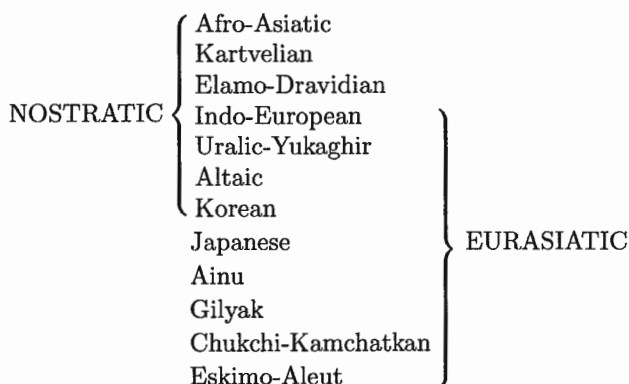 Afro-Asiatic
Kartvelian
Elamo-Dravidian
NOSTRATIC Indo-European
Uralic-Yukaghir
Altaic
Korean
Japanese EURASIATIC
Ainu
Gilyak
Chukchi-Kamchatkan
Eskimo-Aleut